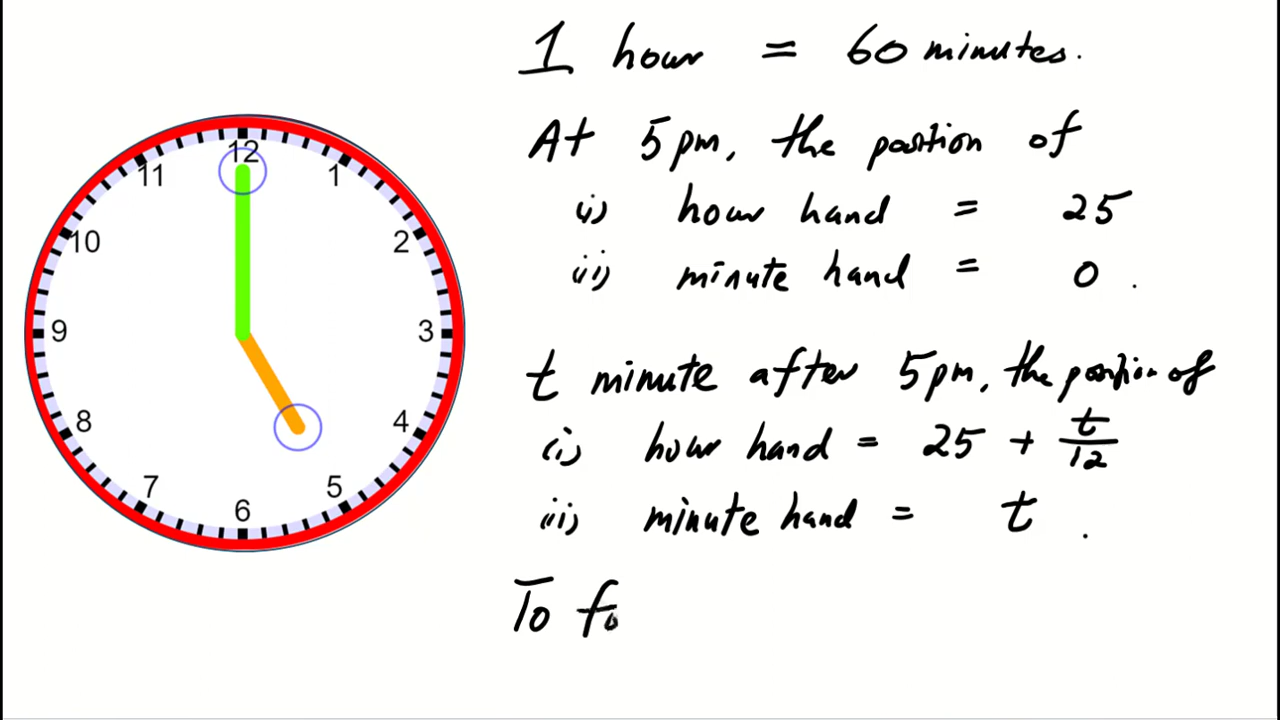 1 hour = 60 minutes.
At 5pm, the position of
(i) hour hand = 25
(ii) minute hand = 0 .
t minute after 5pm, the position of
(i) hour hand = 25 + t/12
(ii) minute hand = t .
To fo
12
11
1
10
2
9
3
8
4
7
5
6